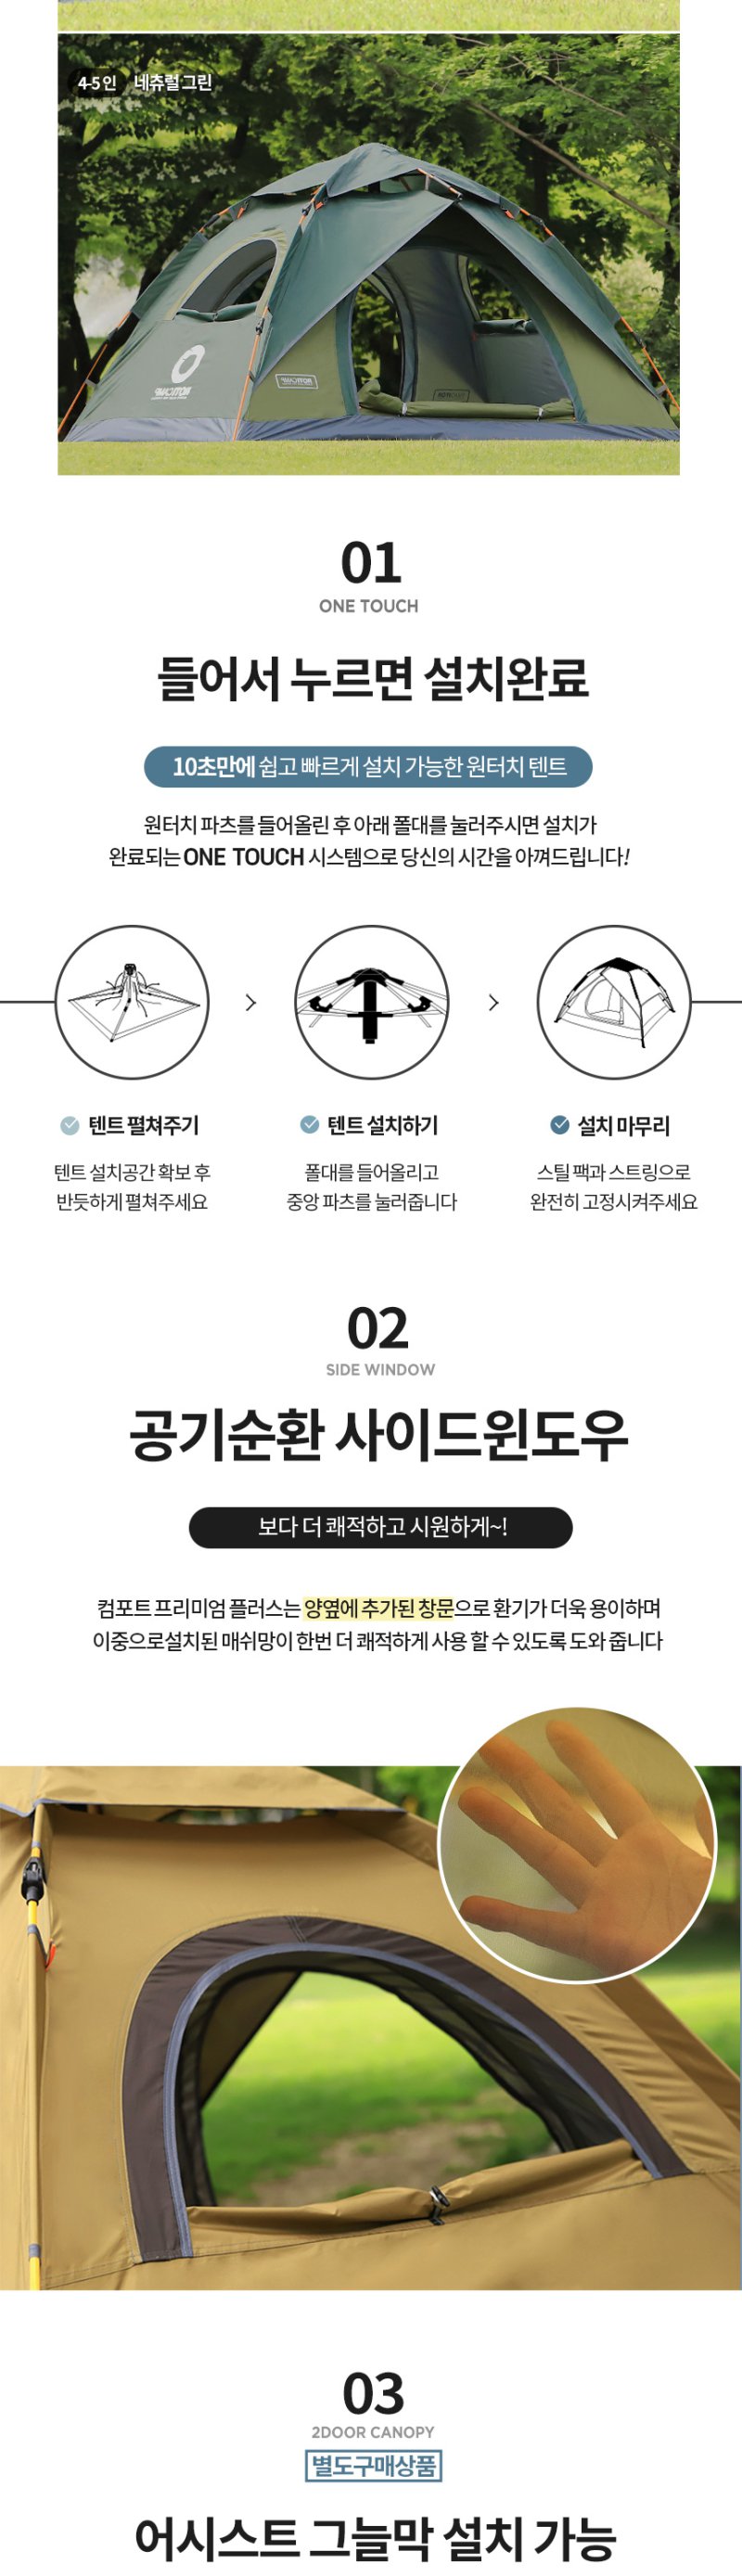 4-5인 네츄럴 그린
01
ONE TOUCH
들어서 누르면 설치완료
10초만에 쉽고 빠르게 설치 가능한 원터치 텐트
원터치 파츠를 들어올린 후 아래 폴대를 눌러주시면 설치가
완료되는 ONE TOUCH 시스템으로 당신의 시간을 아껴드립니다!
텐트 펼쳐주기
텐트 설치공간 확보 후
반듯하게 펼쳐주세요
텐트 설치하기
폴대를 들어올리고
중앙 파츠를 눌러줍니다
설치 마무리
스틸 팩과 스트링으로
완전히 고정시켜주세요
02
SIDE WINDOW
공기순환 사이드윈도우
보다 더 쾌적하고 시원하게~!
컴포트 프리미엄 플러스는 양옆에 추가된 창문으로 환기가 더욱 용이하며
이중으로설치된 매쉬망이 한번 더 쾌적하게 사용 할 수 있도록 도와 줍니다
03
2DOOR CANOPY
별도구매상품
어시스트 그늘막 설치 가능